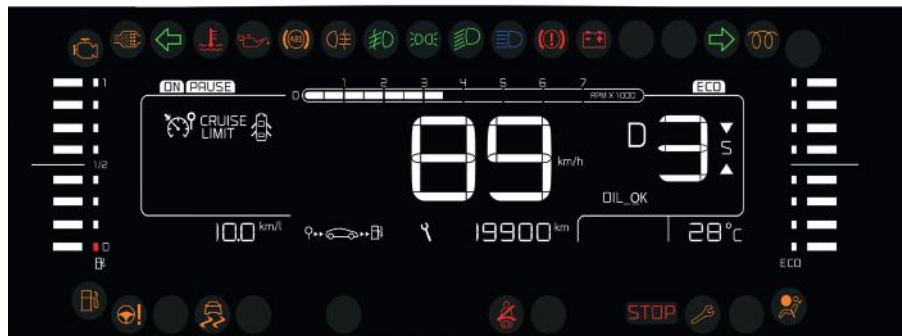 ABS
1
ON PAUSE
0 1 2 3 4 5 6 7 RPM X 1000
ECO
CRUISE
LIMIT
89 km/h
D 3 S
1/2
OIL_OK
0
10.0 km/l
19900 km
28°C
ECO
STOP